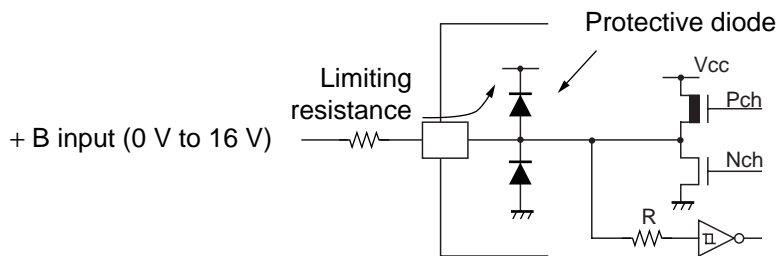 Protective diode
Limiting
resistance
Vcc
Pch
+ B input (0 V to 16 V)
Nch
R